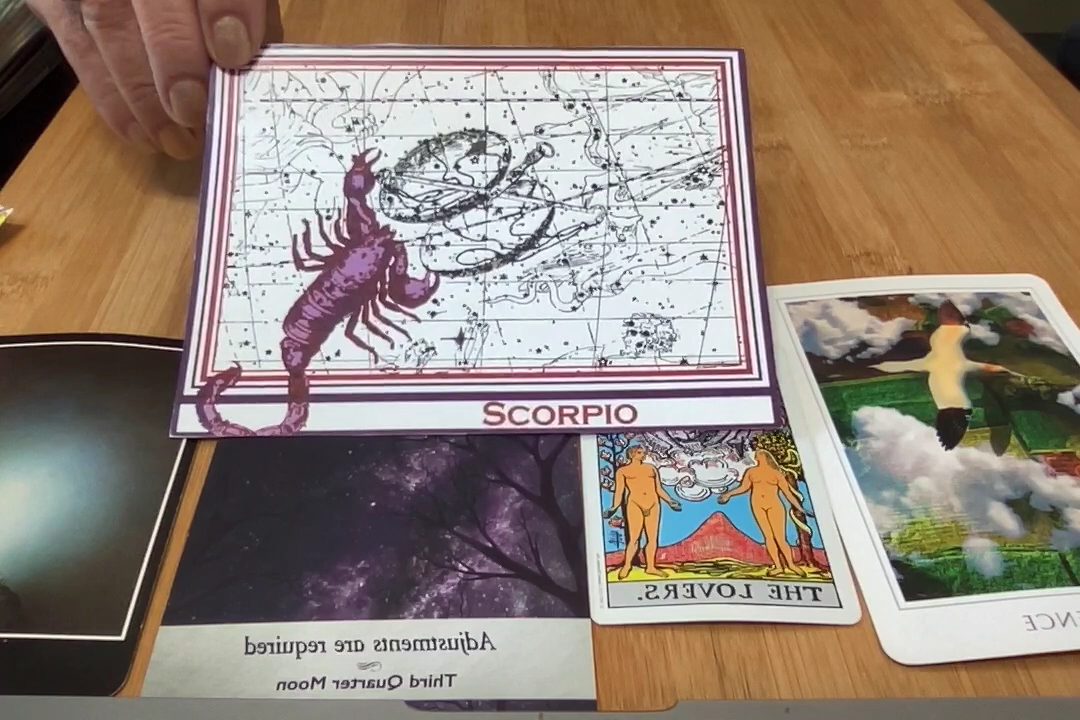 SCORPIO
THE LOVERS.
Adjustments are required
Third Quarter Moon